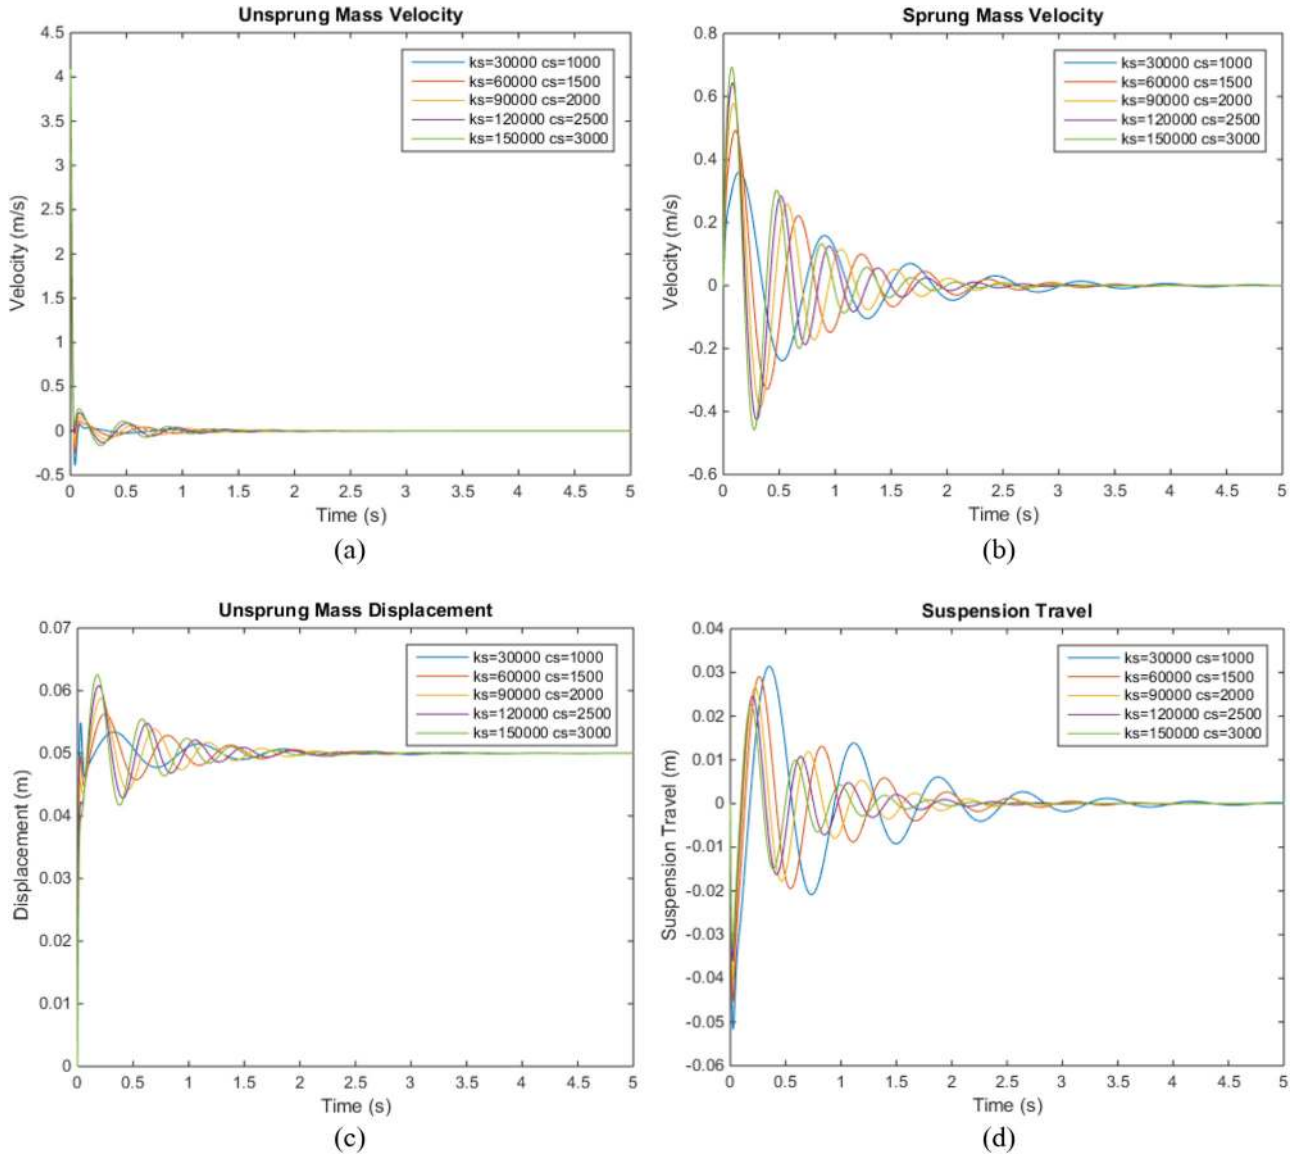 Unsprung Mass Velocity
4.5
4
3.5
3
2.5
2
1.5
1
0.5
0
-0.5
Velocity (m/s)
ks=30000 cs=1000
ks=60000 cs=1500
ks=90000 cs=2000
ks=120000 cs=2500
ks=150000 cs=3000
0 0.5 1 1.5 2 2.5 3 3.5 4 4.5 5
Time (s)
(a)
Sprung Mass Velocity
0.8
0.6
0.4
0.2
0
-0.2
-0.4
-0.6
Velocity (m/s)
ks=30000 cs=1000
ks=60000 cs=1500
ks=90000 cs=2000
ks=120000 cs=2500
ks=150000 cs=3000
0 0.5 1 1.5 2 2.5 3 3.5 4 4.5 5
Time (s)
(b)
Unsprung Mass Displacement
0.07
0.06
0.05
0.04
0.03
0.02
0.01
0
Displacement (m)
ks=30000 cs=1000
ks=60000 cs=1500
ks=90000 cs=2000
ks=120000 cs=2500
ks=150000 cs=3000
0 0.5 1 1.5 2 2.5 3 3.5 4 4.5 5
Time (s)
(c)
Suspension Travel
0.04
0.03
0.02
0.01
0
-0.01
-0.02
-0.03
-0.04
-0.05
-0.06
Suspension Travel (m)
ks=30000 cs=1000
ks=60000 cs=1500
ks=90000 cs=2000
ks=120000 cs=2500
ks=150000 cs=3000
0 0.5 1 1.5 2 2.5 3 3.5 4 4.5 5
Time (s)
(d)